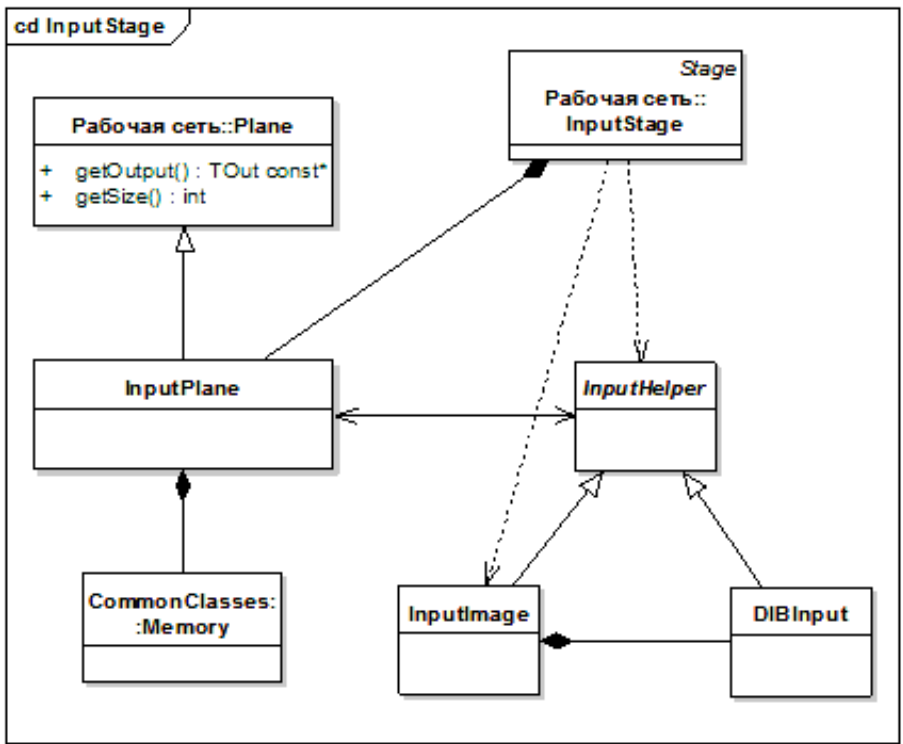 cd InputStage
Stage
Рабочая сеть::
InputStage
Рабочая сеть::Plane
+ getOutput() : TOut const*
+ getSize() : int
InputPlane
InputHelper
CommonClasses:
:Memory
InputImage
DIBInput